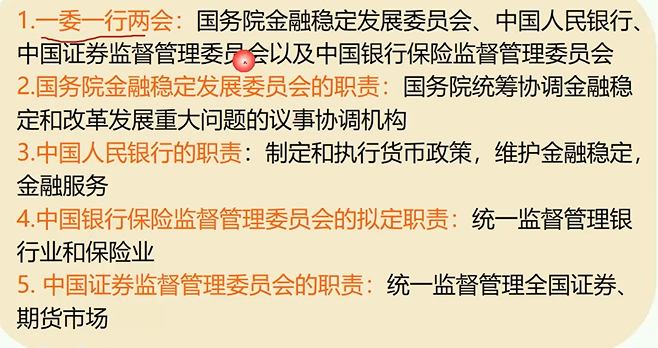 1.一委一行两会：国务院金融稳定发展委员会、中国人民银行、
中国证券监督管理委员会以及中国银行保险监督管理委员会
2.国务院金融稳定发展委员会的职责：国务院统筹协调金融稳
定和改革发展重大问题的议事协调机构
3.中国人民银行的职责：制定和执行货币政策，维护金融稳定，
金融服务
4.中国银行保险监督管理委员会的拟定职责：统一监督管理银
行业和保险业
5. 中国证券监督管理委员会的职责：统一监督管理全国证券、
期货市场